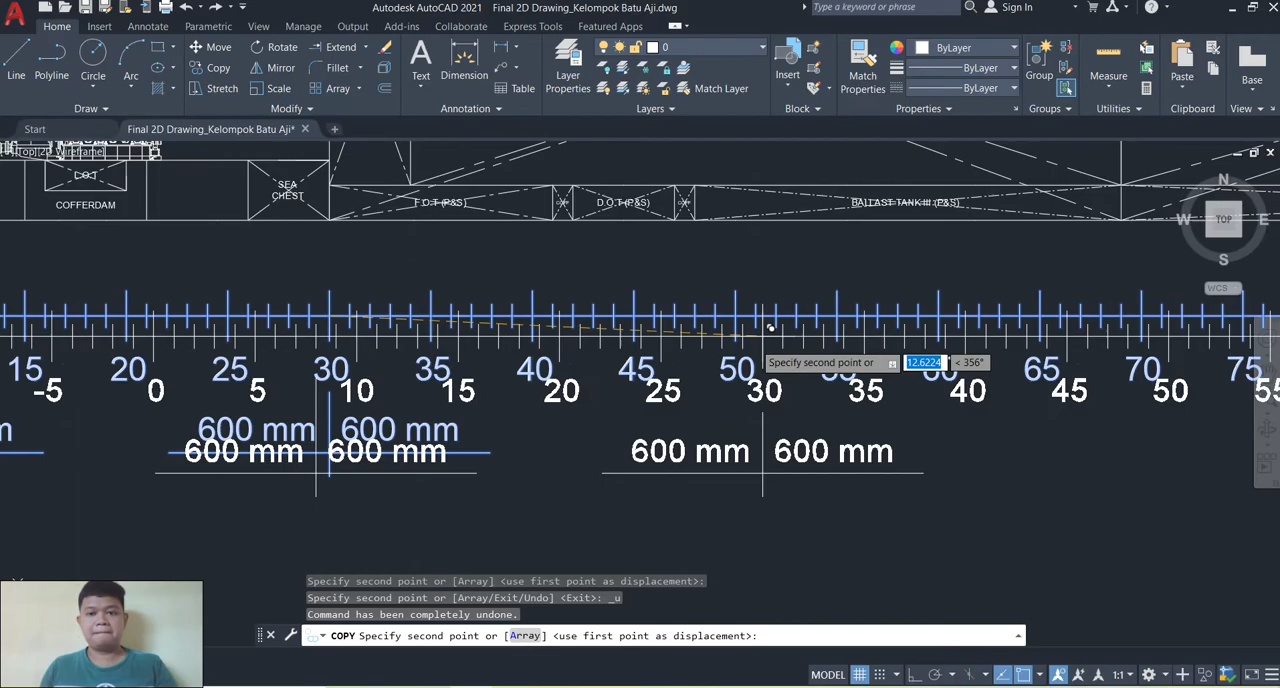 Autodesk AutoCAD 2021 Final 2D Drawing_Kelompok Batu Aji.dwg
Type a keyword or phrase
Sign In
Home Insert Annotate Parametric View Manage Output Add-ins Collaborate Express Tools Featured Apps
Line Polyline Circle Arc
Move Rotate Extend
Copy Mirror Fillet
Stretch Scale Array
Text Dimension Table
Layer Properties
0
Match Layer
Insert
Match Properties
ByLayer
ByLayer
ByLayer
Group Measure Paste Base
Draw Modify Annotation Layers Block Properties Groups Utilities Clipboard View
Start Final 2D Drawing_Kelompok Batu Aji*
[Top][2D Wireframe]
L.O.T
COFFERDAM
SEA
CHEST
F.O.T (P&S)
D.O.T (P&S)
BALLAST TANK III (P&S)
N
W TOP E
S
WCS
15 20 25 30 35 40 45 50 60 65 70 75
-5 0 5 10 15 20 25 30 35 40 45 50 55
Specify second point or 12.6224 < 356°
m 600 mm 600 mm
600 mm 600 mm 600 mm 600 mm
Specify second point or [Array] <use first point as displacement>:
Specify second point or [Array/Exit/Undo] <Exit>: _u
Command has been completely undone.
COPY Specify second point or [Array] <use first point as displacement>:
MODEL 1:1